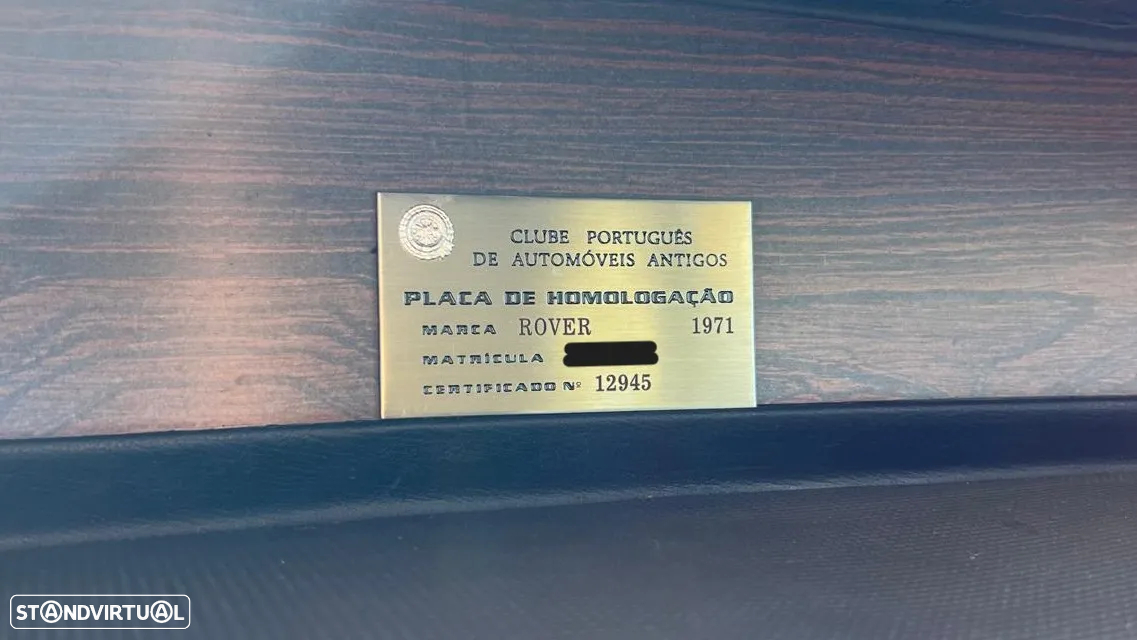 CLUBE PORTUGUÊS
DE AUTOMÓVEIS ANTIGOS
PLACA DE HOMOLOGAÇÃO
MARCA ROVER 1971
MATRÍCULA
CERTIFICADO Nº 12945
STANDVIRTUAL